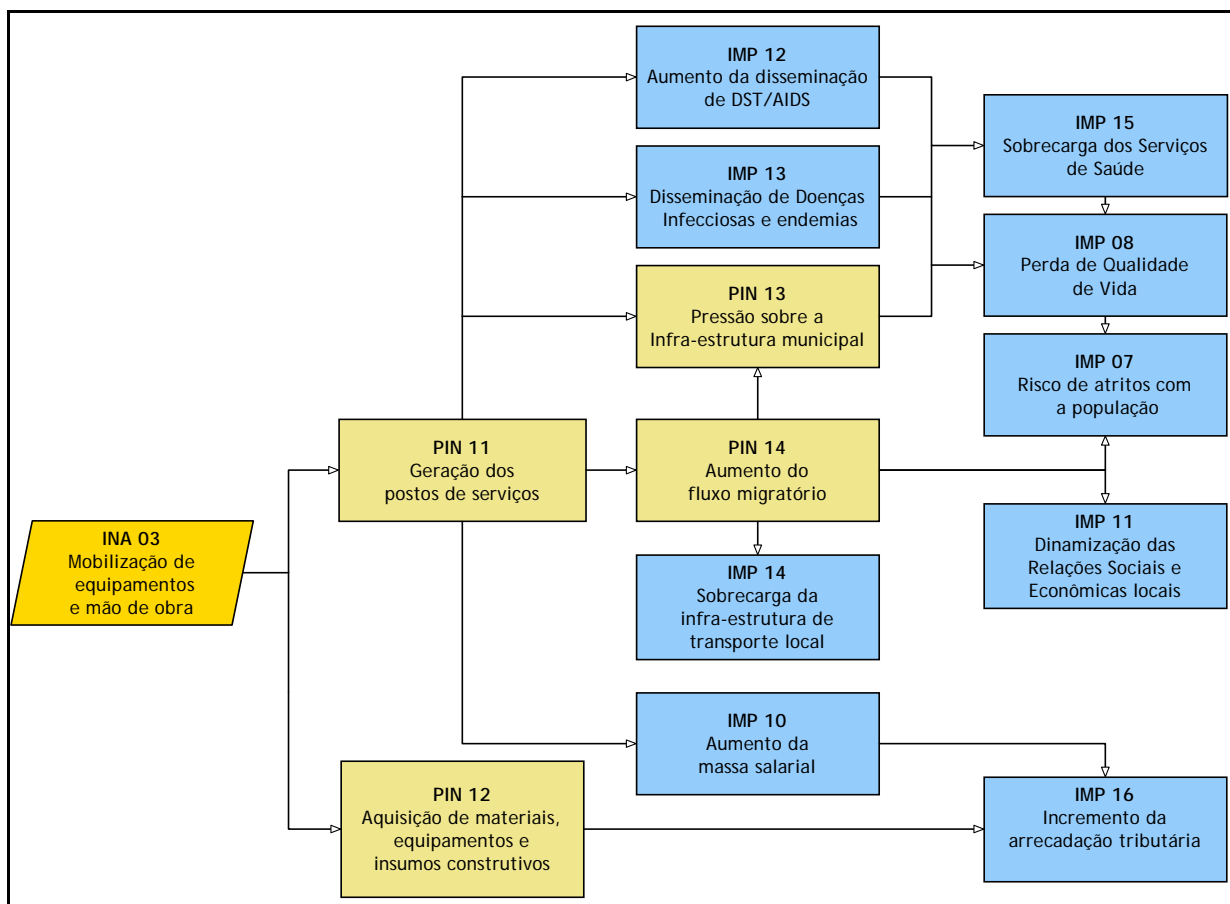 IMP 12
Aumento da disseminação
de DST/AIDS
IMP 15
Sobrecarga dos Serviços
de Saúde
IMP 13
Disseminação de Doenças
Infecciosas e endemias
IMP 08
Perda de Qualidade
de Vida
PIN 13
Pressão sobre a
Infra-estrutura municipal
IMP 07
Risco de atritos com
a população
PIN 11
Geração dos
postos de serviços
PIN 14
Aumento do
fluxo migratório
INA 03
Mobilização de
equipamentos
e mão de obra
IMP 11
Dinamização das
Relações Sociais e
Econômicas locais
IMP 14
Sobrecarga da
infra-estrutura de
transporte local
IMP 10
Aumento da
massa salarial
PIN 12
Aquisição de materiais,
equipamentos e
insumos construtivos
IMP 16
Incremento da
arrecadação tributária